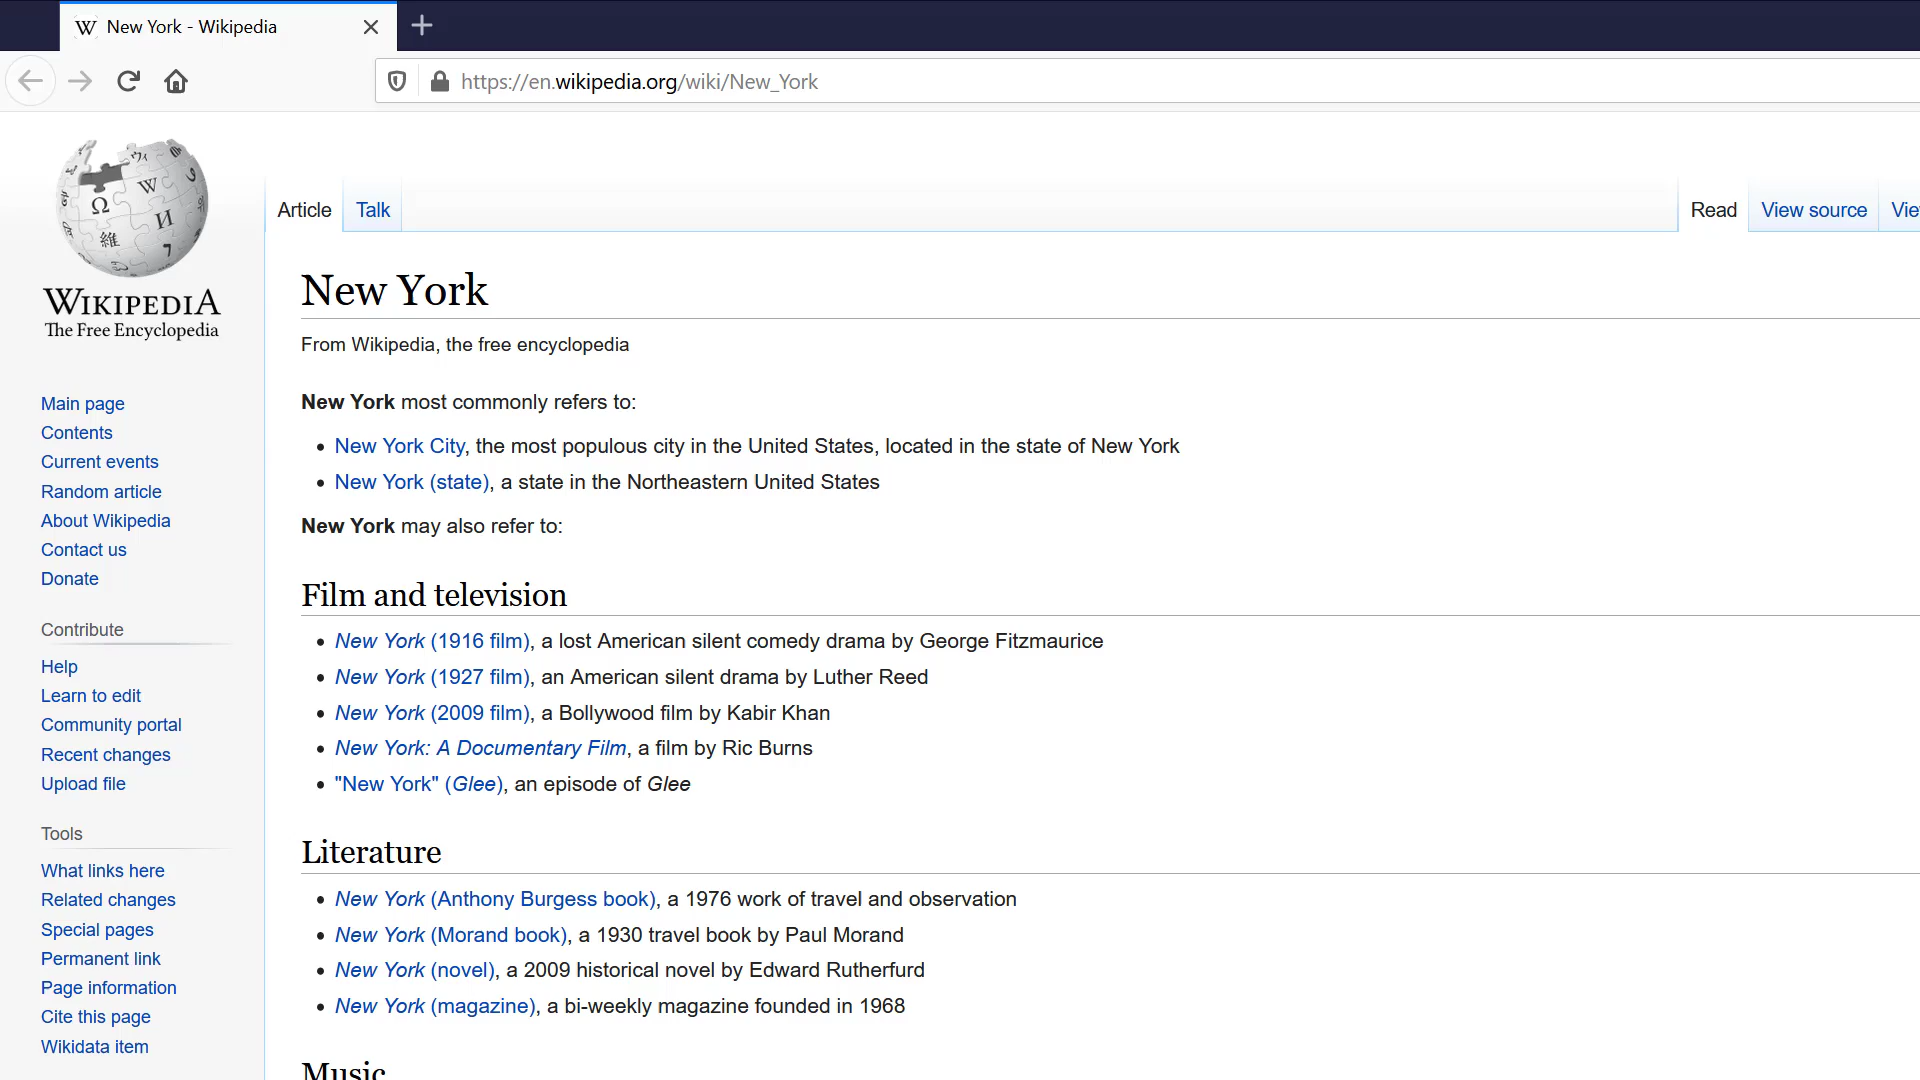 New York - Wikipedia
https://en.wikipedia.org/wiki/New_York
WIKIPEDIA
The Free Encyclopedia
Main page
Contents
Current events
Random article
About Wikipedia
Contact us
Donate
Contribute
Help
Learn to edit
Community portal
Recent changes
Upload file
Tools
What links here
Related changes
Special pages
Permanent link
Page information
Cite this page
Wikidata item
Article Talk Read View source Vie
New York
From Wikipedia, the free encyclopedia
New York most commonly refers to:
• New York City, the most populous city in the United States, located in the state of New York
• New York (state), a state in the Northeastern United States
New York may also refer to:
Film and television
• New York (1916 film), a lost American silent comedy drama by George Fitzmaurice
• New York (1927 film), an American silent drama by Luther Reed
• New York (2009 film), a Bollywood film by Kabir Khan
• New York: A Documentary Film, a film by Ric Burns
• "New York" (Glee), an episode of Glee
Literature
• New York (Anthony Burgess book), a 1976 work of travel and observation
• New York (Morand book), a 1930 travel book by Paul Morand
• New York (novel), a 2009 historical novel by Edward Rutherfurd
• New York (magazine), a bi-weekly magazine founded in 1968
Music